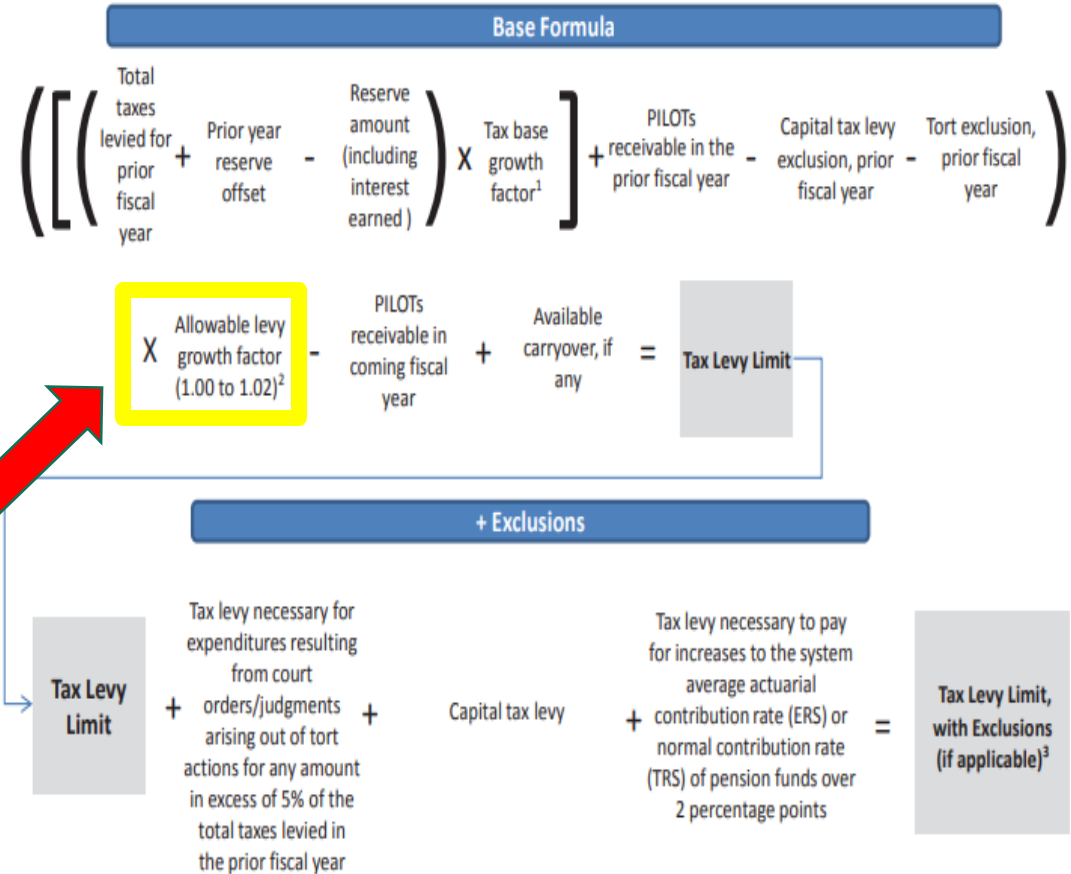 Base Formula
Total
taxes
levied for
prior
fiscal
year
+
Prior year
reserve
offset
-
Reserve
amount
(including
interest
earned )
X
Tax base
growth
factor¹
+
PILOTs
receivable in the
prior fiscal year
-
Capital tax levy
exclusion, prior
fiscal year
-
Tort exclusion,
prior fiscal
year
X
Allowable levy
growth factor
(1.00 to 1.02)²
-
PILOTs
receivable in
coming fiscal
year
+
Available
carryover, if
any
=
Tax Levy Limit
+ Exclusions
Tax Levy
Limit
+
Tax levy necessary for
expenditures resulting
from court
orders/judgments
arising out of tort
actions for any amount
in excess of 5% of the
total taxes levied in
the prior fiscal year
+
Capital tax levy
+
Tax levy necessary to pay
for increases to the system
average actuarial
contribution rate (ERS) or
normal contribution rate
(TRS) of pension funds over
2 percentage points
=
Tax Levy Limit,
with Exclusions
(if applicable)³